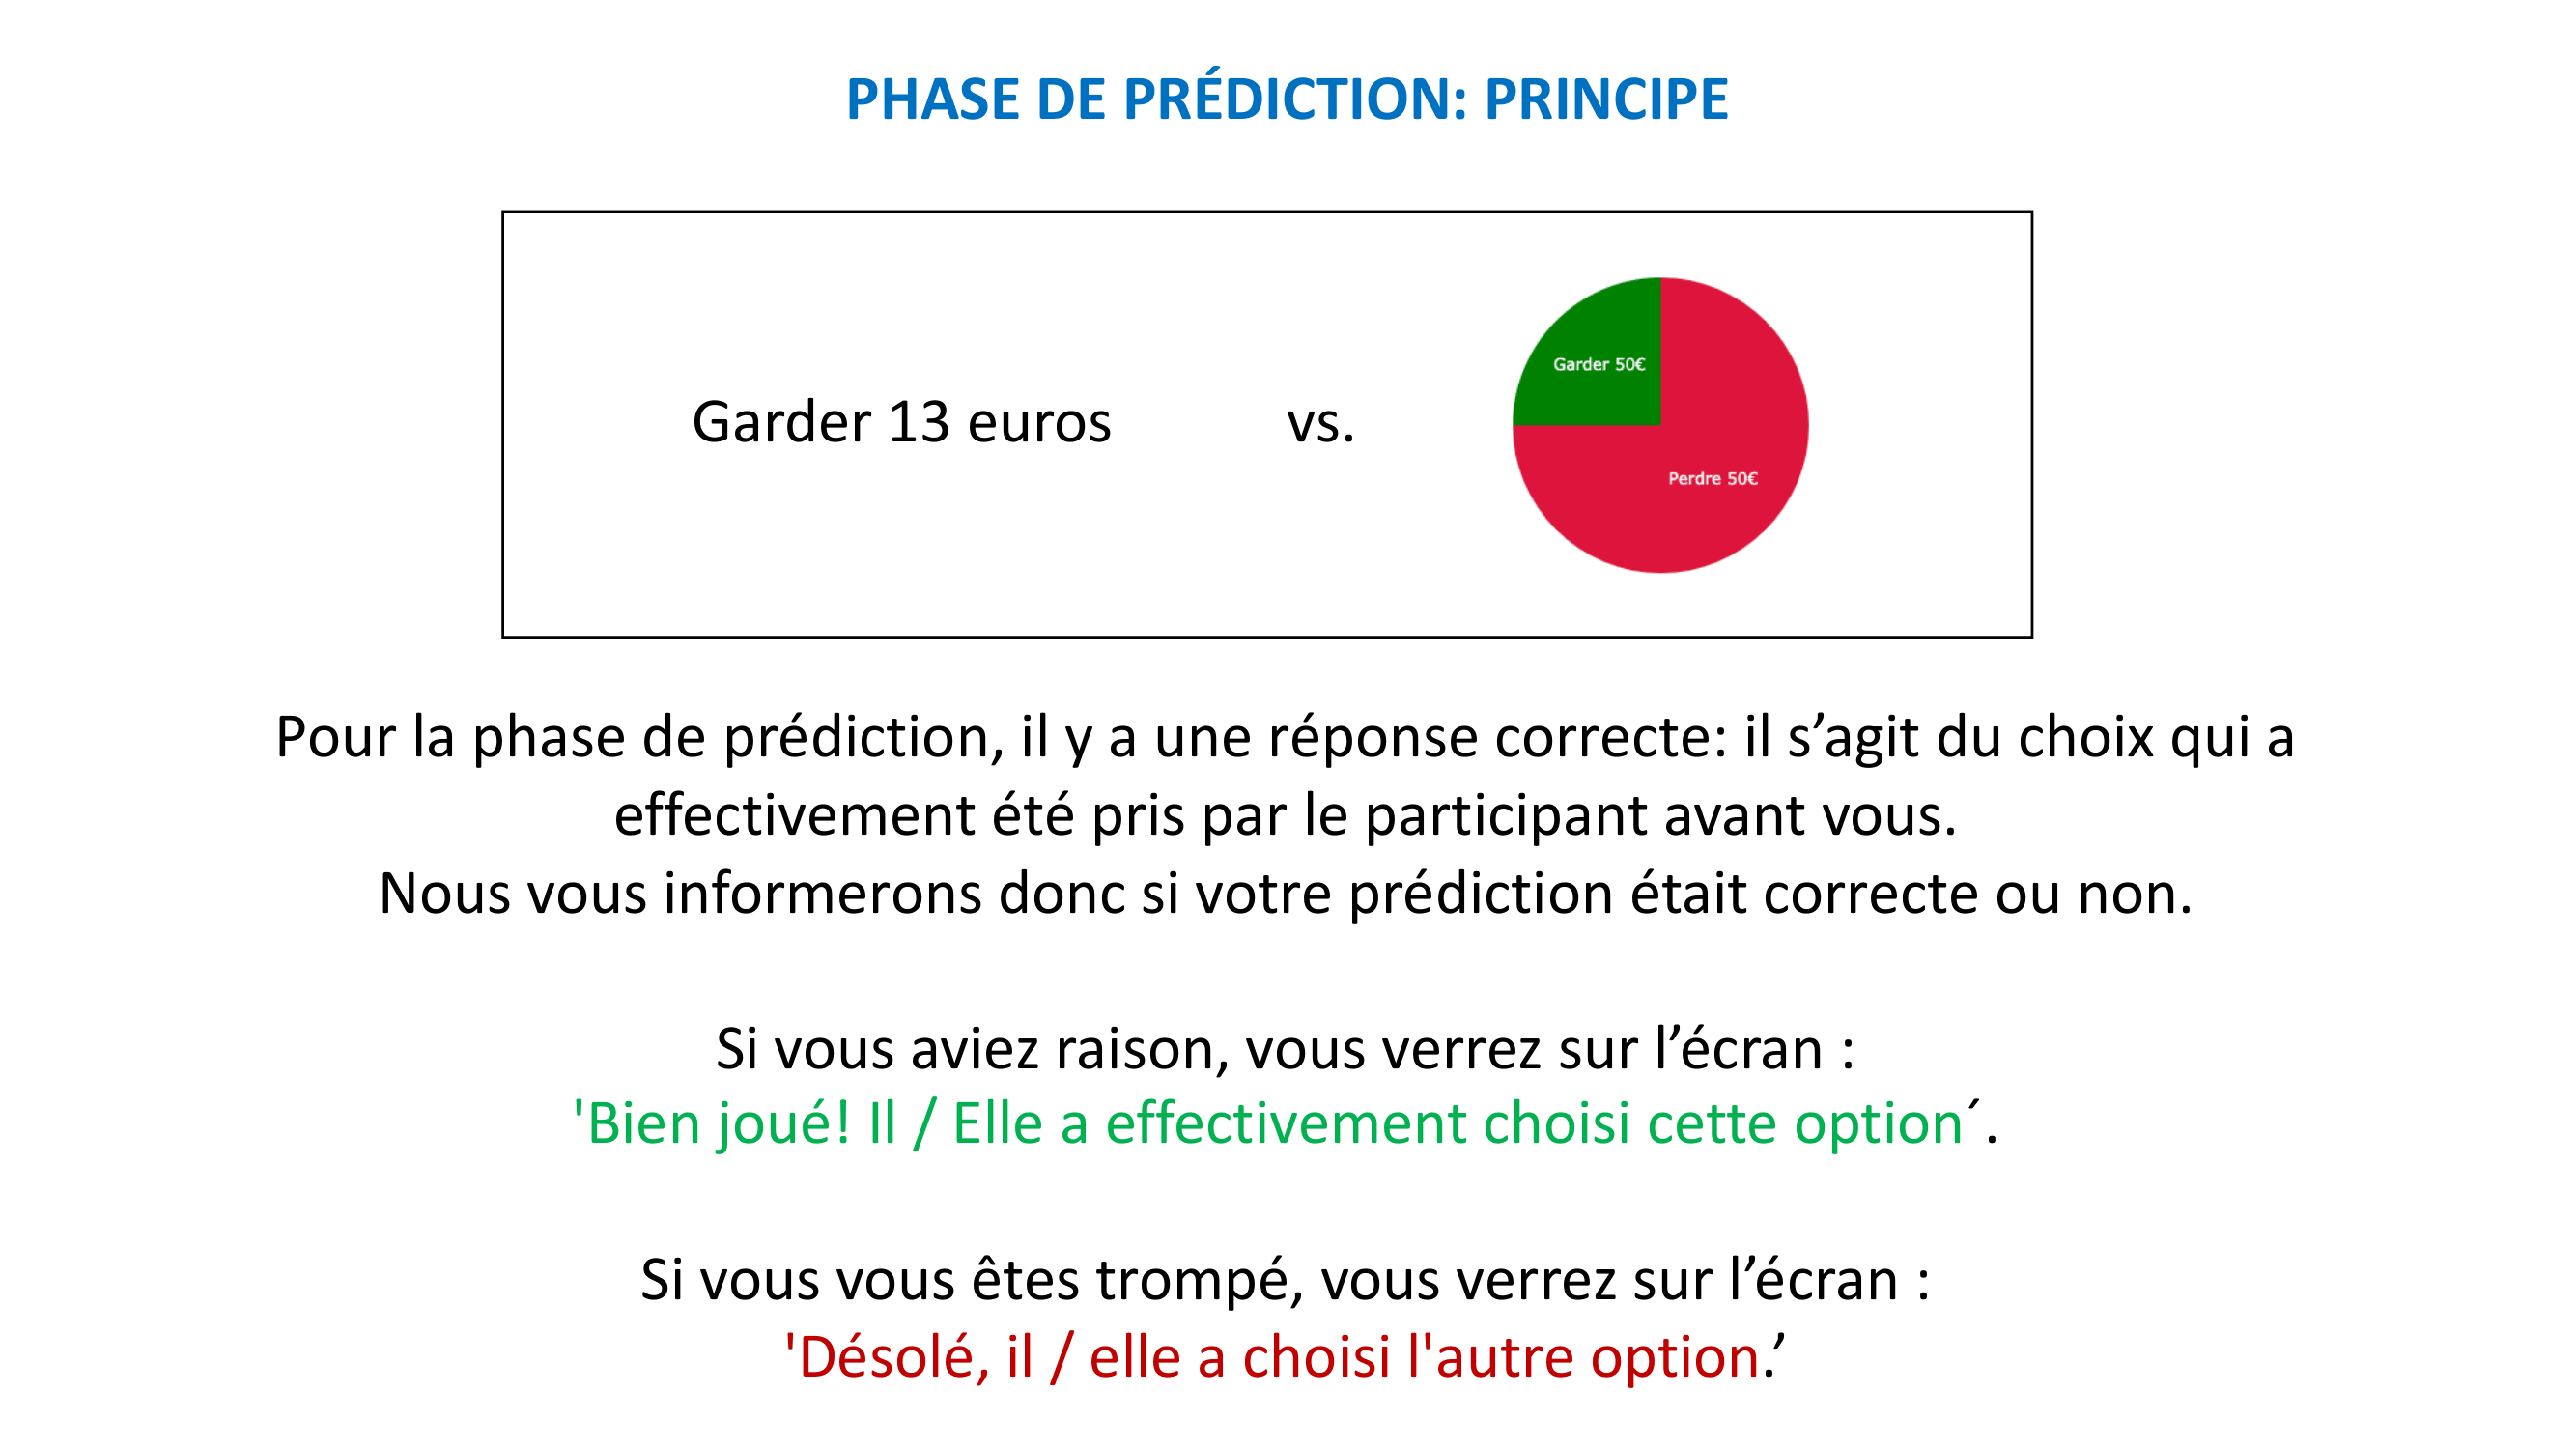 PHASE DE PRÉDICTION: PRINCIPE
Garder 13 euros vs.
Garder 50€
Perdre 50€
Pour la phase de prédiction, il y a une réponse correcte: il s’agit du choix qui a
effectivement été pris par le participant avant vous.
Nous vous informerons donc si votre prédiction était correcte ou non.
Si vous aviez raison, vous verrez sur l’écran :
'Bien joué! Il / Elle a effectivement choisi cette option´.
Si vous vous êtes trompé, vous verrez sur l’écran :
'Désolé, il / elle a choisi l'autre option.’